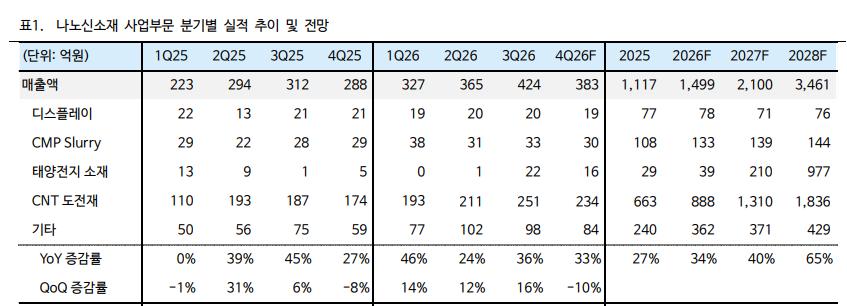 표1. 나노신소재 사업부문 분기별 실적 추이 및 전망
(단위: 억원) 1Q25 2Q25 3Q25 4Q25 1Q26 2Q26 3Q26 4Q26F 2025 2026F 2027F 2028F
매출액 223 294 312 288 327 365 424 383 1,117 1,499 2,100 3,461
디스플레이 22 13 21 21 19 20 20 19 77 78 71 76
CMP Slurry 29 22 28 29 38 31 33 30 108 133 139 144
태양전지 소재 13 9 1 5 0 1 22 16 29 39 210 977
CNT 도전재 110 193 187 174 193 211 251 234 663 888 1,310 1,836
기타 50 56 75 59 77 102 98 84 240 362 371 429
YoY 증감률 0% 39% 45% 27% 46% 24% 36% 33% 27% 34% 40% 65%
QoQ 증감률 -1% 31% 6% -8% 14% 12% 16% -10%